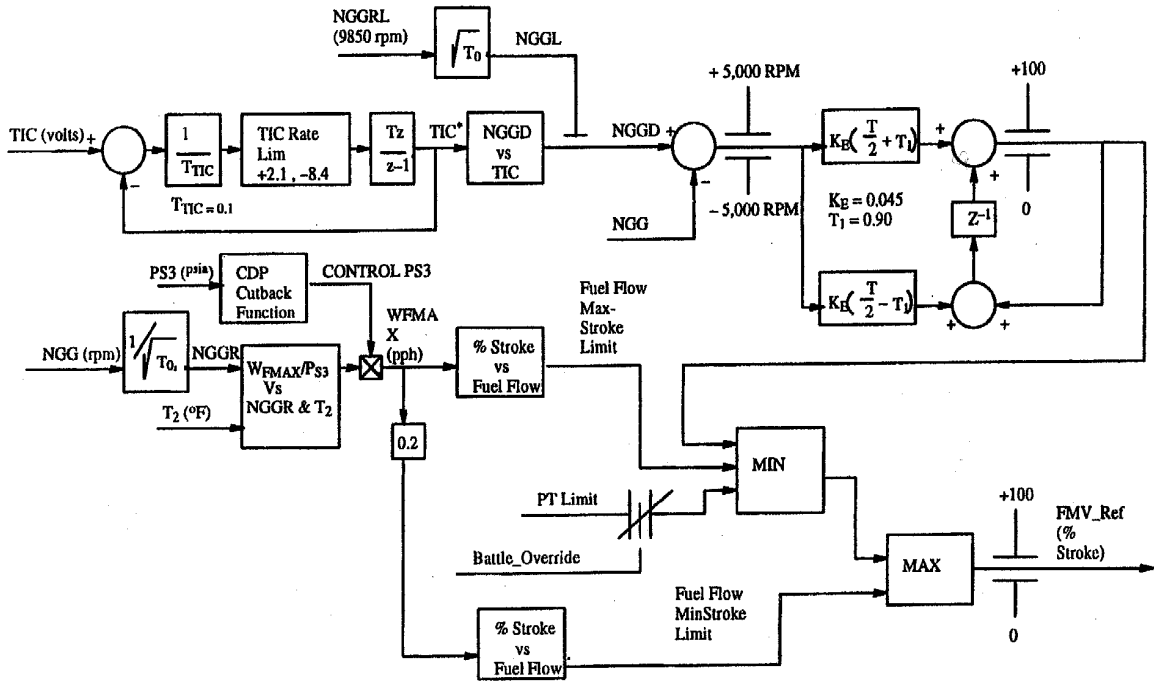 NGGRL
(9850 rpm)
√T0
NGGL
+ 5,000 RPM
+100
TIC (volts) +
-
1
TTIC
TIC Rate
Lim
+2.1 , -8.4
Tz
z-1
TIC*
NGGD
vs
TIC
NGGD +
-
KE(T/2 + T1)
+
+
TTIC = 0.1
NGG
- 5,000 RPM
KE = 0.045
T1 = 0.90
Z-1
0
PS3 (psia)
CDP
Cutback
Function
CONTROL PS3
Fuel Flow
Max-
Stroke
Limit
KE(T/2 - T1)
+
+
NGG (rpm)
1/√T0.
NGGR
WFMA
X
(pph)
WFMAX/PS3
Vs
NGGR & T2
% Stroke
vs
Fuel Flow
T2 (oF)
0.2
MIN
PT Limit
+100
FMV_Ref
(%
Stroke)
Battle_Override
MAX
Fuel Flow
MinStroke
Limit
0
% Stroke
vs
Fuel Flow